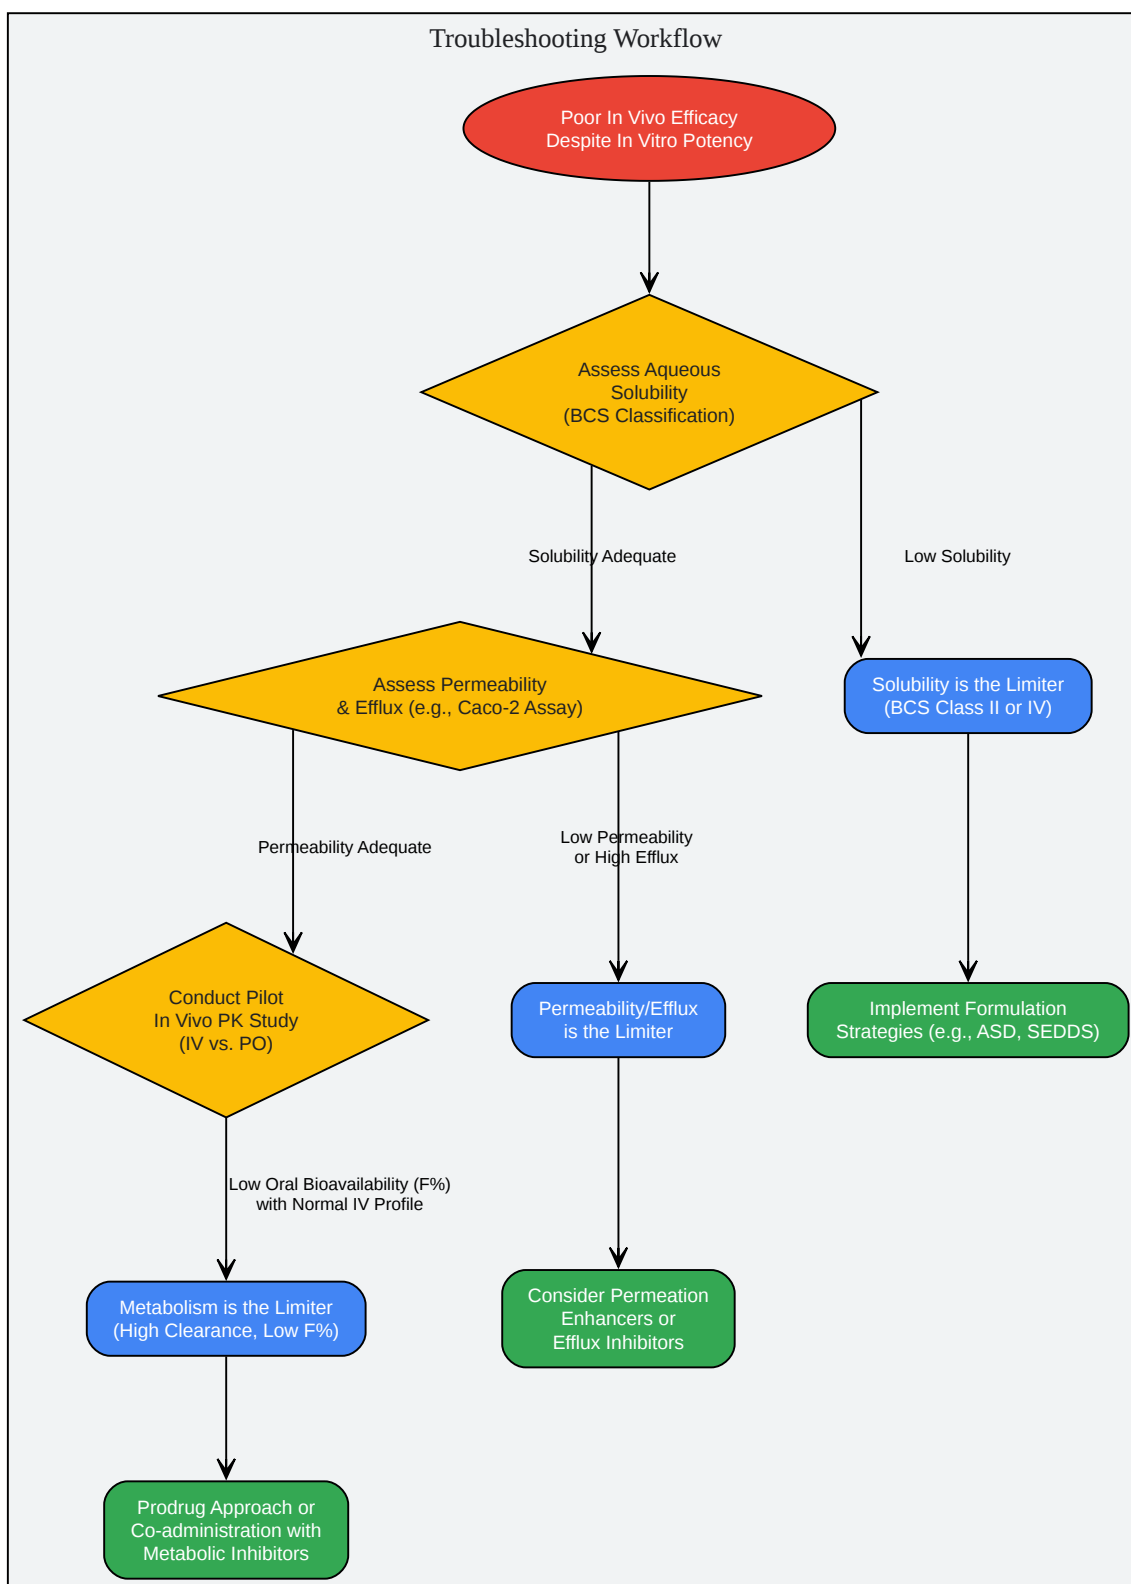 Troubleshooting Workflow
Poor In Vivo Efficacy
Despite In Vitro Potency
Assess Aqueous
Solubility
(BCS Classification)
Solubility Adequate
Low Solubility
Assess Permeability
& Efflux (e.g., Caco-2 Assay)
Solubility is the Limiter
(BCS Class II or IV)
Permeability Adequate
Low Permeability
or High Efflux
Conduct Pilot
In Vivo PK Study
(IV vs. PO)
Permeability/Efflux
is the Limiter
Implement Formulation
Strategies (e.g., ASD, SEDDS)
Low Oral Bioavailability (F%)
with Normal IV Profile
Metabolism is the Limiter
(High Clearance, Low F%)
Consider Permeation
Enhancers or
Efflux Inhibitors
Prodrug Approach or
Co-administration with
Metabolic Inhibitors